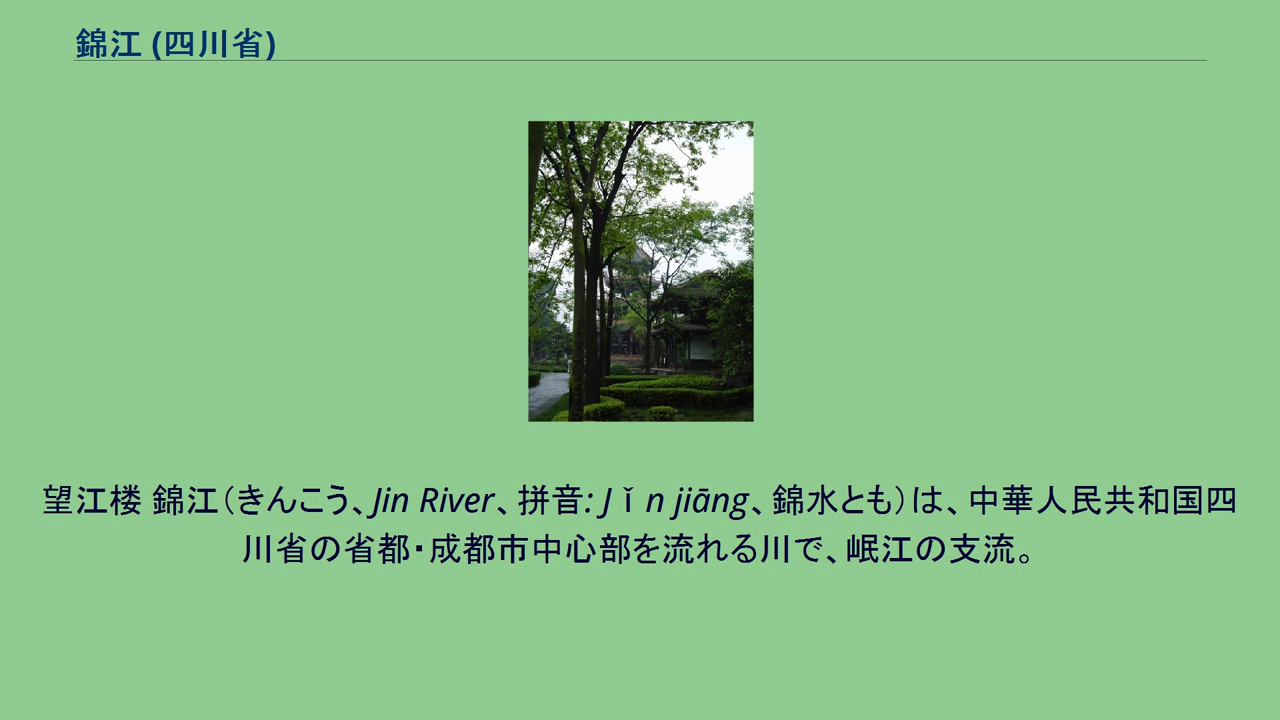 錦江 (四川省)
望江楼 錦江（きんこう、Jin River、拼音: Jǐn jiāng、錦水とも）は、中華人民共和国四
川省の省都・成都市中心部を流れる川で、岷江の支流。